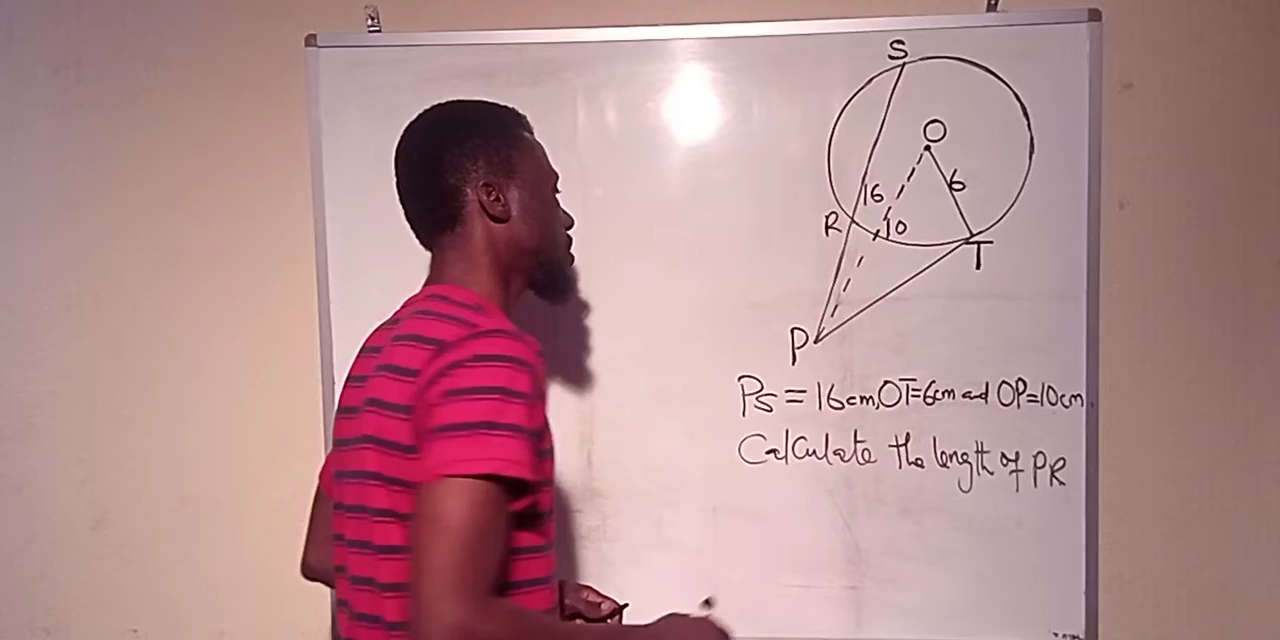 S
O
16
6
R
10
T
P
PS = 16cm, OT=6cm and OP=10cm.
Calculate the length of PR